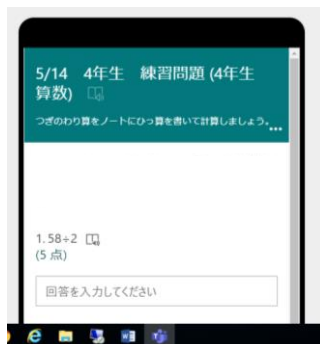 5/14　4年生　練習問題 (4年生
算数)
つぎのわり算をノートにひっ算を書いて計算しましょう。
...
1. 58÷2
(5 点)
回答を入力してください